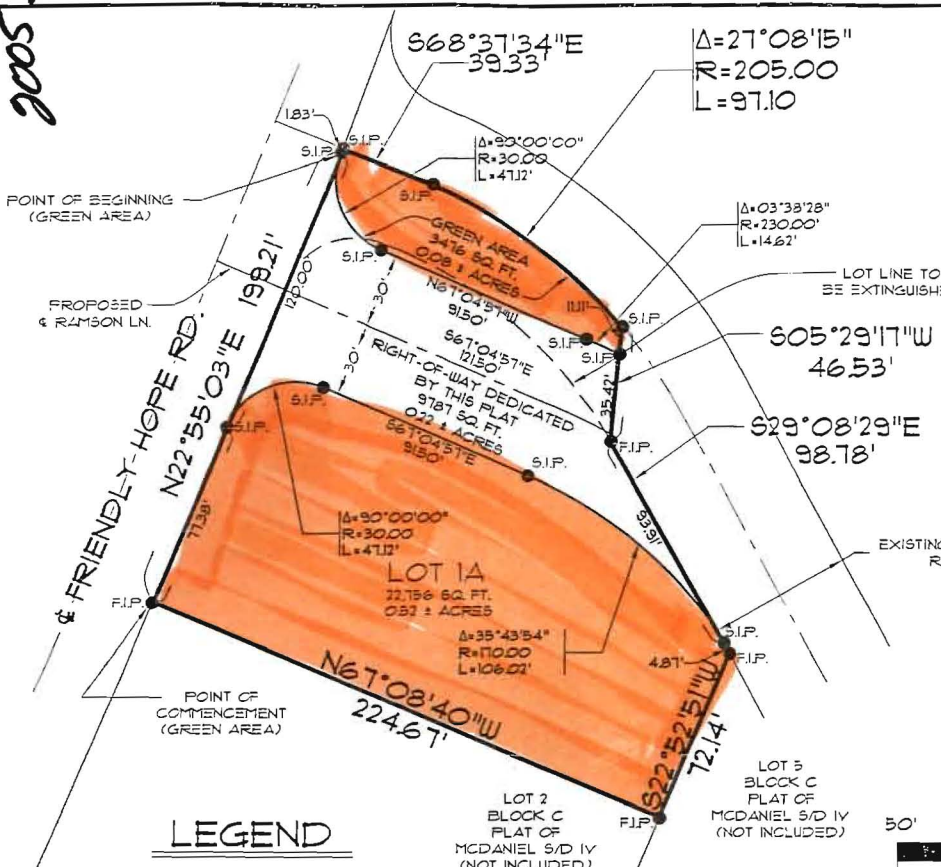 2005
S68°37'34"E
39.33'
Δ=27°08'15"
R=205.00
L=97.10
1.83'
S.I.P.
S.I.P.
Δ=90°00'00"
R=30.00
L=47.12'
POINT OF BEGINNING
(GREEN AREA)
S.I.P.
GREEN AREA
3476 SQ. FT.
0.08 ± ACRES
Δ=03°38'28"
R=230.00'
L=14.62'
S.I.P.
N67°04'57"W
91.50'
11.11'
S.I.P.
S.I.P.
S.I.P.
LOT LINE TO
BE EXTINGUISHE
PROPOSED
℄ RAMSON LN.
120.00'
30'
30'
S67°04'57"E
121.50'
RIGHT-OF-WAY DEDICATED
BY THIS PLAT
9787 SQ. FT.
0.22 ± ACRES
S67°04'57"E
91.50'
35.42'
S05°29'17"W
46.53'
F.I.P.
S29°08'29"E
98.78'
N22°55'03"E 199.21'
℄ FRIENDLY-HOPE RD.
S.I.P.
S.I.P.
77.38'
Δ=90°00'00"
R=30.00
L=47.12'
93.91'
EXISTING
R
LOT 1A
22,756 SQ. FT.
0.52 ± ACRES
F.I.P.
Δ=35°43'54"
R=170.00
L=106.02'
S.I.P.
4.87'
F.I.P.
N67°08'40"W
224.67'
S22°52'51"W
72.14'
POINT OF
COMMENCEMENT
(GREEN AREA)
F.I.P.
LOT 2
BLOCK C
PLAT OF
MCDANIEL S/D IV
(NOT INCLUDED)
BLOCK C
PLAT OF
MCDANIEL S/D IV
(NOT INCLUDED)
LEGEND
50'